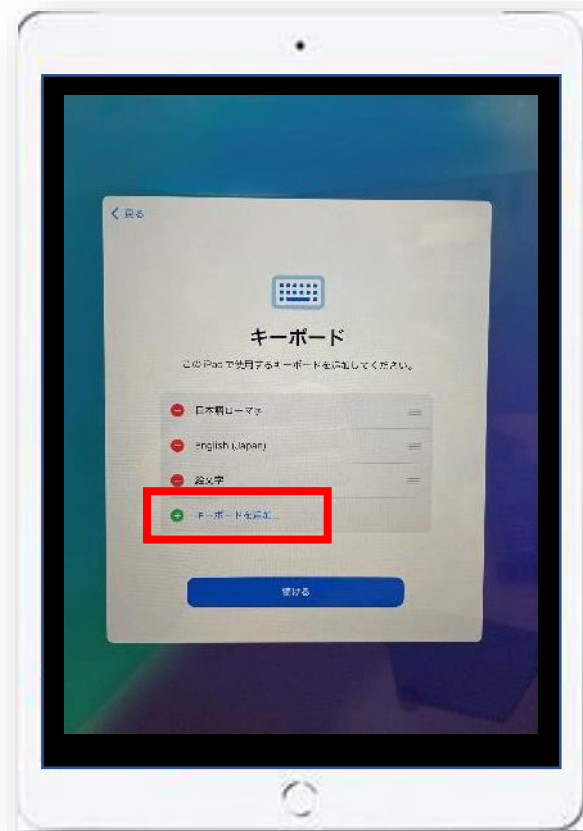 戻る
キーボード
このiPadで使用するキーボードを追加してください。
日本語ローマ字
English (Japan)
絵文字
キーボードを追加...
続ける